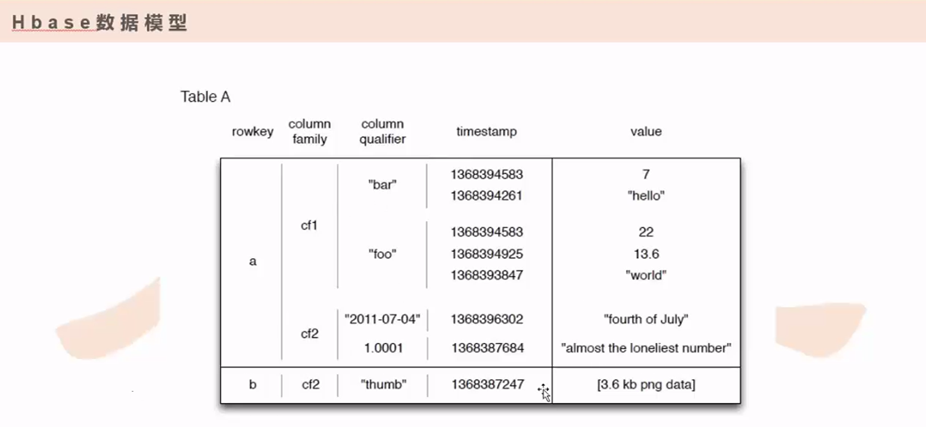 Hbase数据模型
Table A
rowkey column family column qualifier timestamp value
a cf1 "bar" 1368394583 7
1368394261 "hello"
"foo" 1368394583 22
1368394925 13.6
1368393847 "world"
cf2 "2011-07-04" 1368396302 "fourth of July"
1.0001 1368387684 "almost the loneliest number"
b cf2 "thumb" 1368387247 [3.6 kb png data]